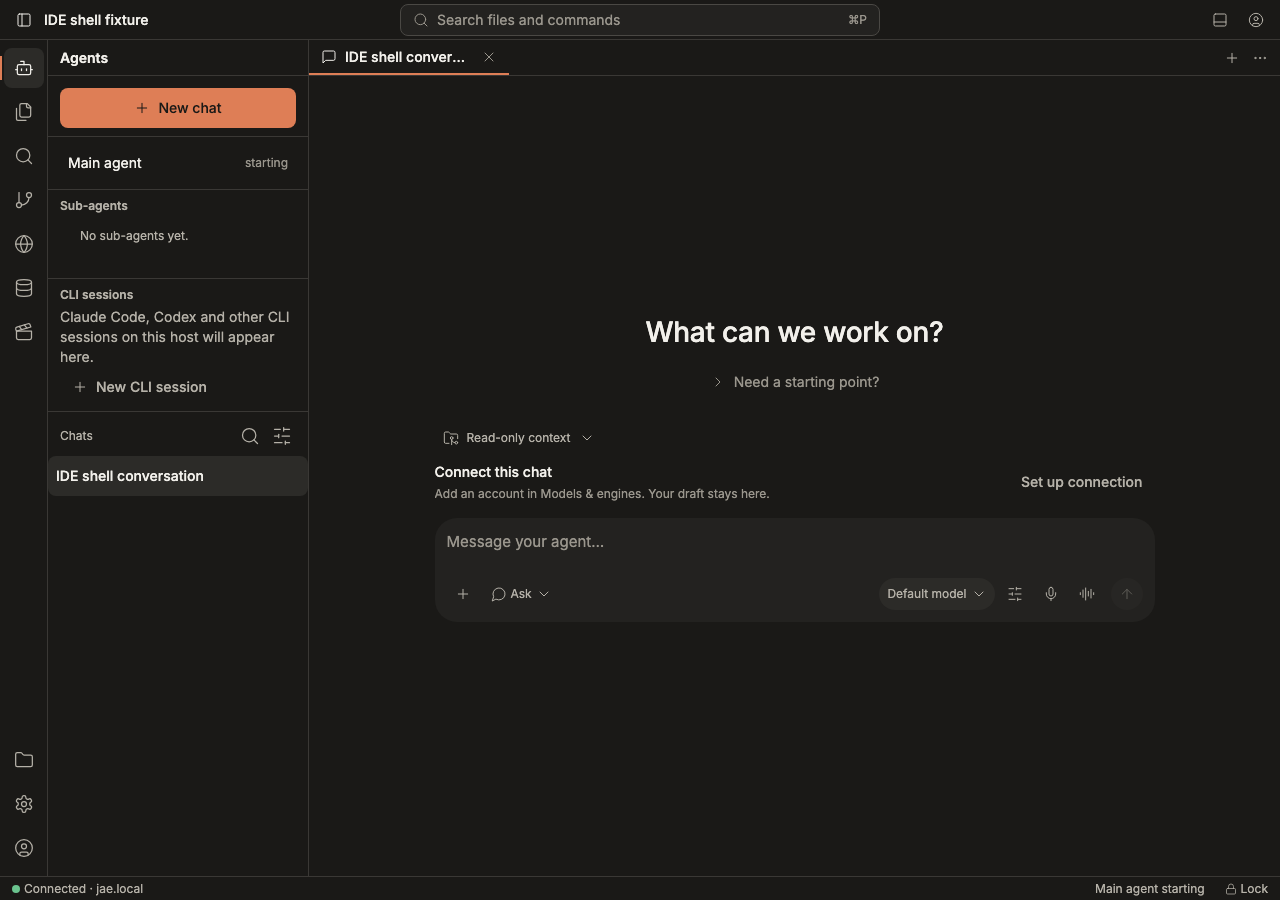 IDE shell fixture
Search files and commands
⌘P
Agents
IDE shell conver...
New chat
Main agent
starting
Sub-agents
No sub-agents yet.
CLI sessions
Claude Code, Codex and other CLI
sessions on this host will appear
here.
New CLI session
Chats
IDE shell conversation
What can we work on?
Need a starting point?
Read-only context
Connect this chat
Add an account in Models & engines. Your draft stays here.
Set up connection
Message your agent...
Ask
Default model
Connected · jae.local
Main agent starting
Lock